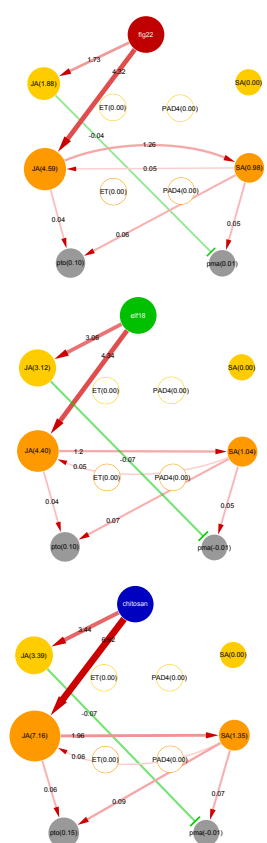 flg22
1.73
4.32
JA(1.88)
SA(0.00)
ET(0.00)
PAD4(0.00)
-0.04
1.26
JA(4.59)
0.05
SA(0.98)
ET(0.00)
PAD4(0.00)
0.04
0.06
0.05
pto(0.10)
pma(0.01)
elf18
3.06
4.34
JA(3.12)
SA(0.00)
ET(0.00)
PAD4(0.00)
JA(4.40)
1.2
-0.07
SA(1.04)
0.05
ET(0.00)
PAD4(0.00)
0.04
0.07
0.05
pto(0.10)
pma(-0.01)
chitosan
3.44
JA(3.39)
SA(0.00)
ET(0.00)
PAD4(0.00)
-0.07
JA(7.16)
1.96
SA(1.35)
0.06
ET(0.00)
PAD4(0.00)
0.06
0.09
0.07
pto(0.15)
pma(-0.01)